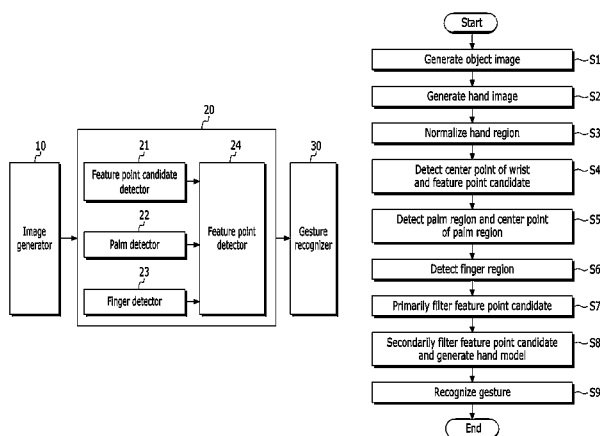 20
10
21
24
30
Feature point candidate
detector
22
Image
generator
Palm detector
Feature point
detector
Gesture
recognizer
23
Finger detector
Start
Generate object image
S1
Generate hand image
S2
Normalize hand region
S3
Detect center point of wrist
and feature point candidate
S4
Detect palm region and center point
of palm region
S5
Detect finger region
S6
Primarily filter feature point candidate
S7
Secondarily filter feature point candidate
and generate hand model
S8
Recognize gesture
S9
End